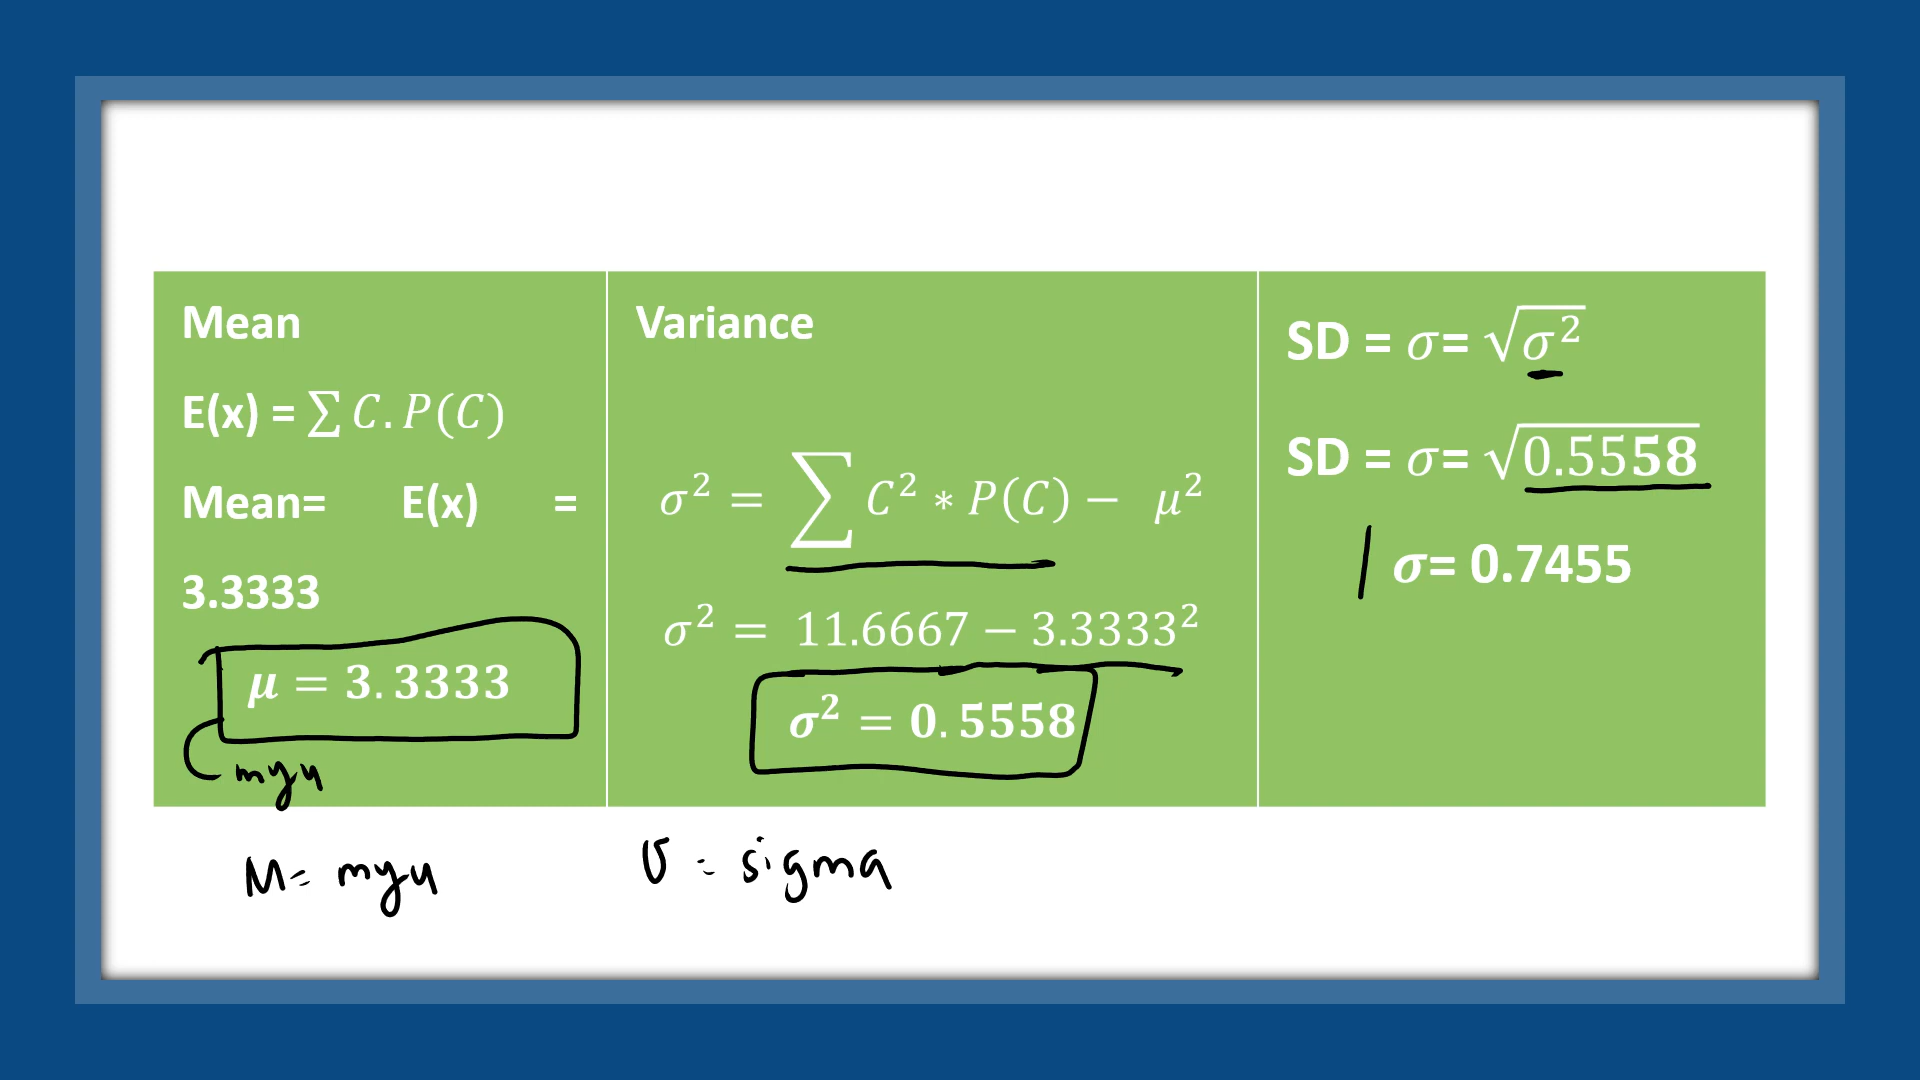 Mean
E(x) = ∑ C. P(C)
Mean= E(x) =
3.3333
μ = 3.3333
myu
Variance
σ² = ∑ C² * P(C) − μ²
σ² = 11.6667 − 3.3333²
σ² = 0.5558
SD = σ= √σ²
SD = σ= √0.5558
σ= 0.7455
M= myu
σ = sigma